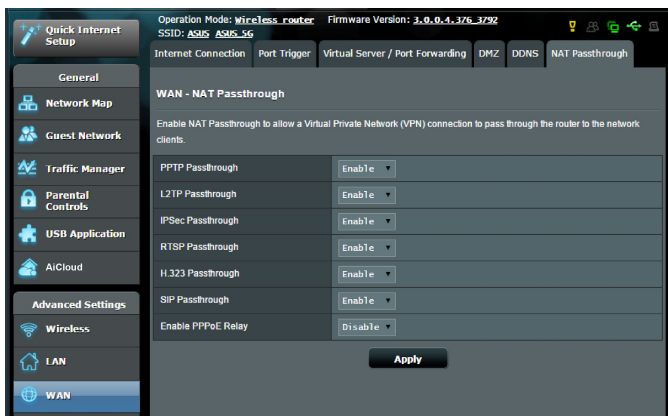 Quick Internet
Setup
Operation Mode: Wireless router Firmware Version: 3.0.0.4.376_3792
SSID: ASUS ASUS_5G
Internet Connection Port Trigger Virtual Server / Port Forwarding DMZ DDNS NAT Passthrough
General
Network Map
Guest Network
Traffic Manager
Parental
Controls
USB Application
AiCloud
Advanced Settings
Wireless
LAN
WAN
WAN - NAT Passthrough
Enable NAT Passthrough to allow a Virtual Private Network (VPN) connection to pass through the router to the network
clients.
PPTP Passthrough Enable
L2TP Passthrough Enable
IPSec Passthrough Enable
RTSP Passthrough Enable
H.323 Passthrough Enable
SIP Passthrough Enable
Enable PPPoE Relay Disable
Apply